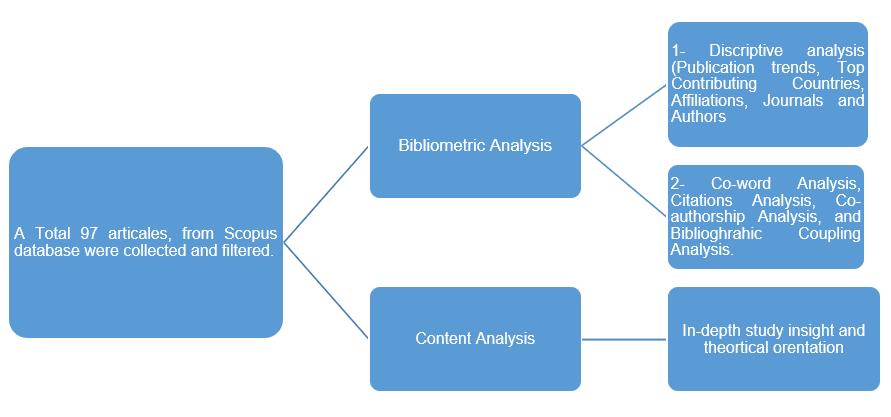 A Total 97 articales, from Scopus
database were collected and filtered.
Bibliometric Analysis
1- Discriptive analysis
(Publication trends, Top
Contributing Countries,
Affiliations, Journals and
Authors
2- Co-word Analysis,
Citations Analysis, Co-
authorship Analysis, and
Biblioghrahic Coupling
Analysis.
Content Analysis
In-depth study insight and
theortical orentation